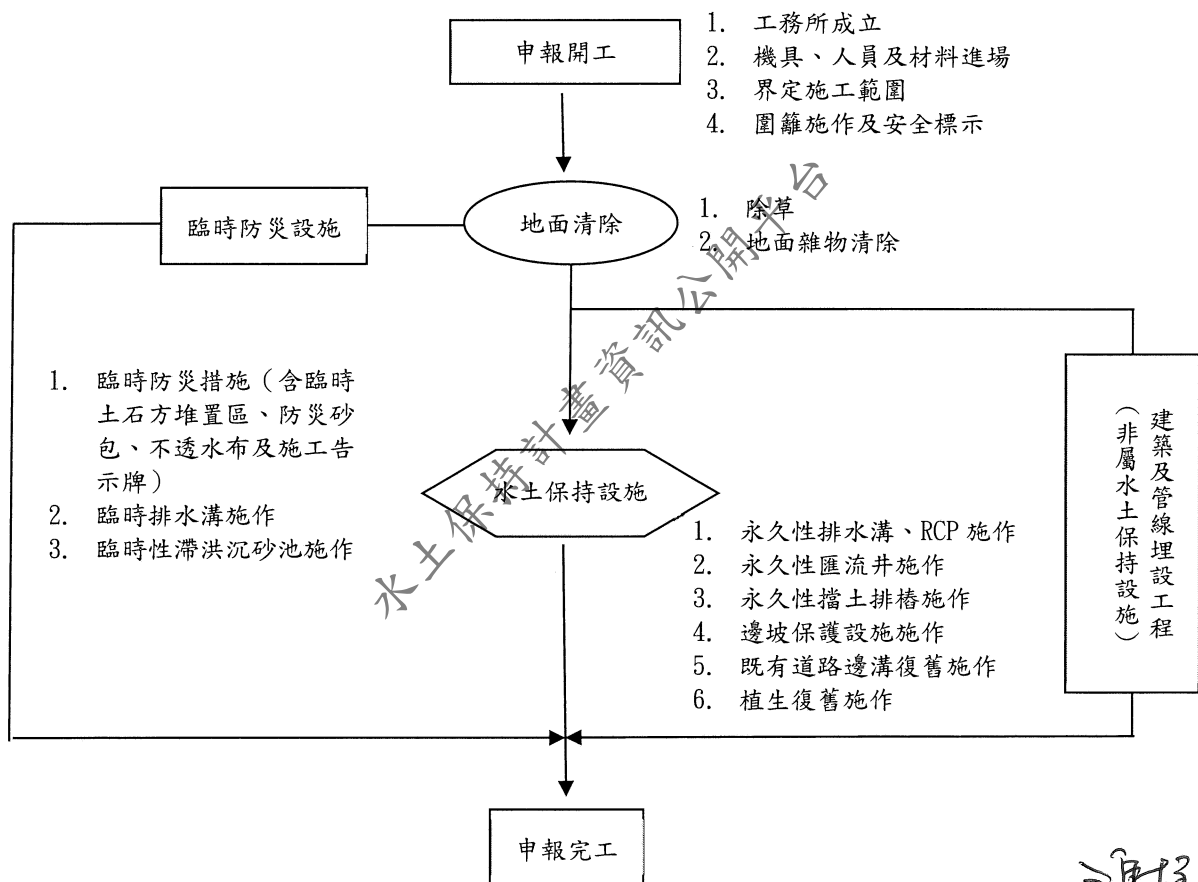 申報開工
1. 工務所成立
2. 機具、人員及材料進場
3. 界定施工範圍
4. 圍籬施作及安全標示
臨時防災設施
地面清除
1. 除草
2. 地面雜物清除
1. 臨時防災措施（含臨時
土石方堆置區、防災砂
包、不透水布及施工告
示牌）
2. 臨時排水溝施作
3. 臨時性滯洪沉砂池施作
水土保持設施
1. 永久性排水溝、RCP 施作
2. 永久性匯流井施作
3. 永久性擋土排樁施作
4. 邊坡保護設施施作
5. 既有道路邊溝復舊施作
6. 植生復舊施作
建築及管線埋設工程
（非屬水土保持設施）
申報完工
水土保持計畫資訊公開平台